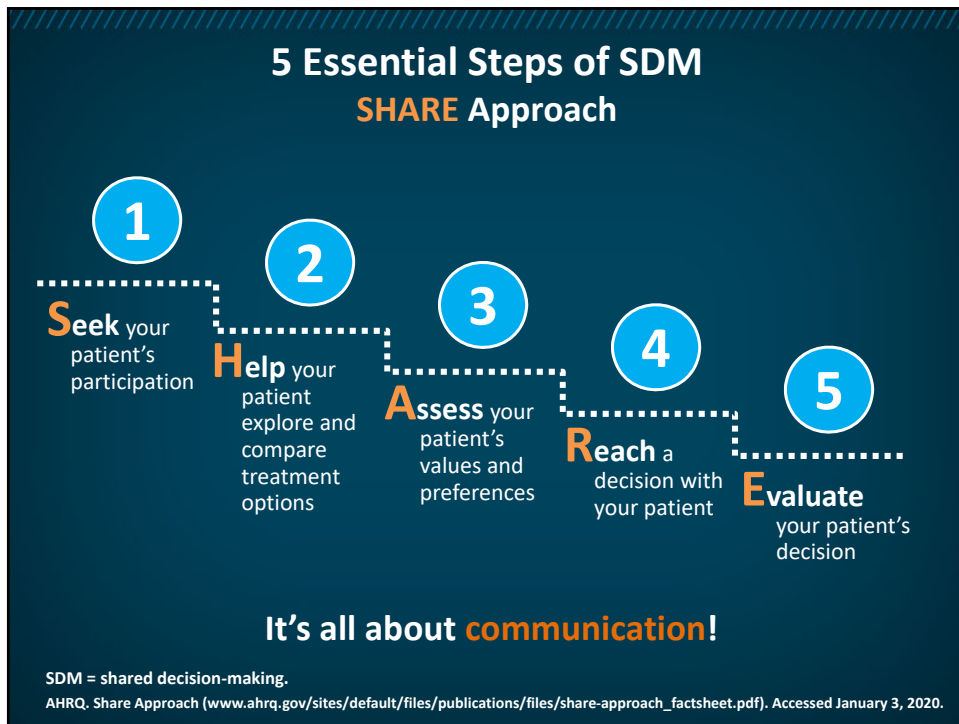 5 Essential Steps of SDM
SHARE Approach
1
Seek your
patient's
participation
2
Help your
patient
explore and
compare
treatment
options
3
Assess your
patient's
values and
preferences
4
Reach a
decision with
your patient
5
Evaluate
your patient's
decision
It's all about communication!
SDM = shared decision-making.
AHRQ. Share Approach (www.ahrq.gov/sites/default/files/publications/files/share-approach_factsheet.pdf). Accessed January 3, 2020.